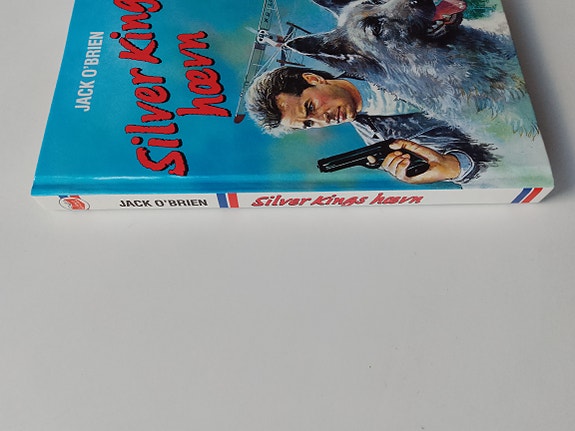 JACK O'BRIEN
Silver Kings
hævn
JACK O'BRIEN
Silver Kings hævn